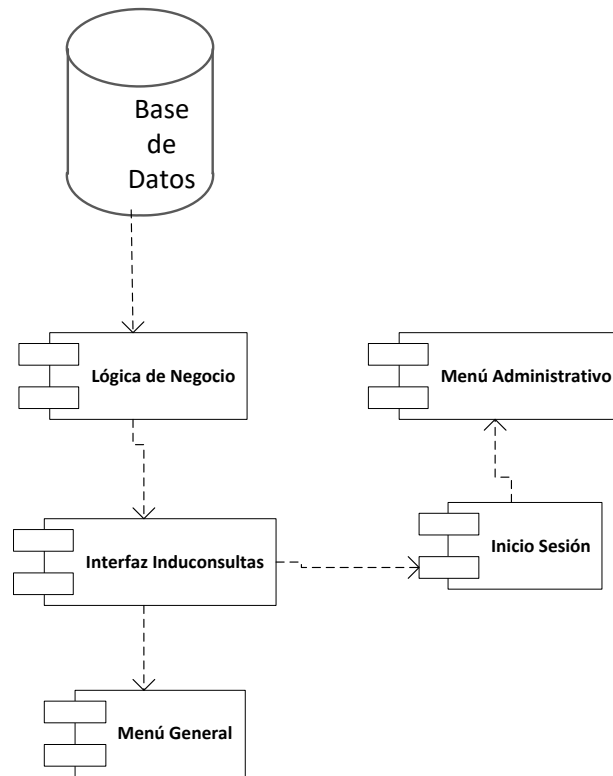 Base
de
Datos
Lógica de Negocio
Menú Administrativo
Inicio Sesión
Interfaz Induconsultas
Menú General